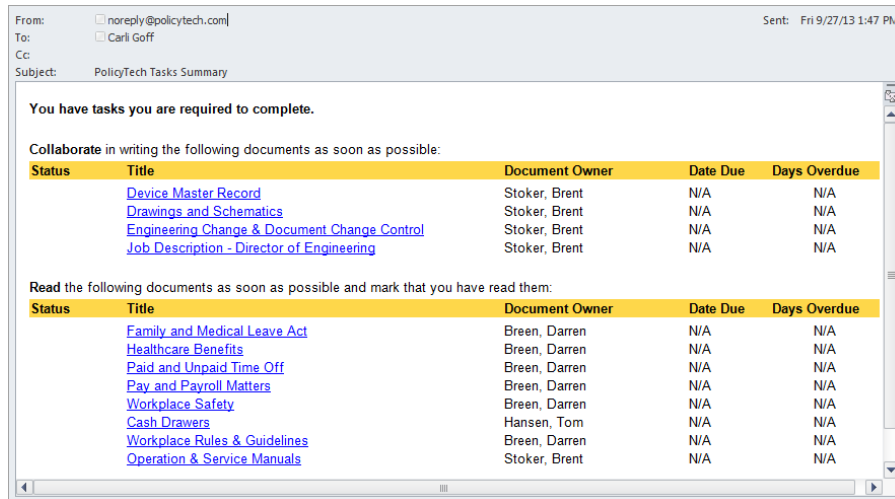 From: noreply@policytech.com Sent: Fri 9/27/13 1:47 PM
To: Carli Goff
Cc:
Subject: PolicyTech Tasks Summary
You have tasks you are required to complete.
Collaborate in writing the following documents as soon as possible:
Status Title Document Owner Date Due Days Overdue
Device Master Record Stoker, Brent N/A N/A
Drawings and Schematics Stoker, Brent N/A N/A
Engineering Change & Document Change Control Stoker, Brent N/A N/A
Job Description - Director of Engineering Stoker, Brent N/A N/A
Read the following documents as soon as possible and mark that you have read them:
Status Title Document Owner Date Due Days Overdue
Family and Medical Leave Act Breen, Darren N/A N/A
Healthcare Benefits Breen, Darren N/A N/A
Paid and Unpaid Time Off Breen, Darren N/A N/A
Pay and Payroll Matters Breen, Darren N/A N/A
Workplace Safety Breen, Darren N/A N/A
Cash Drawers Hansen, Tom N/A N/A
Workplace Rules & Guidelines Breen, Darren N/A N/A
Operation & Service Manuals Stoker, Brent N/A N/A